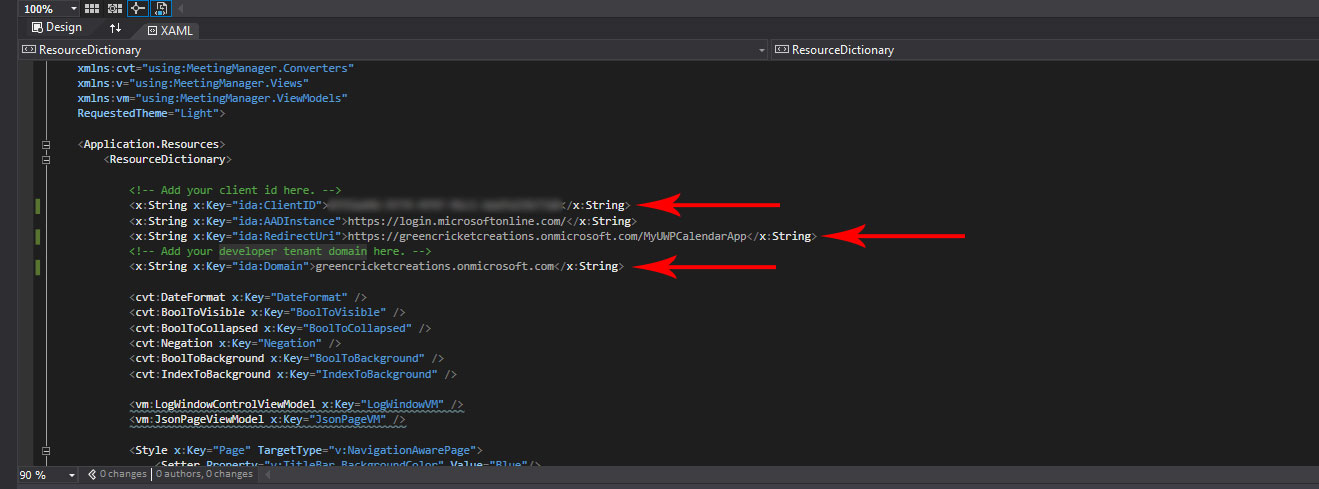 100%
Design
XAML
ResourceDictionary
ResourceDictionary
xmlns:cvt="using:MeetingManager.Converters"
xmlns:v="using:MeetingManager.Views"
xmlns:vm="using:MeetingManager.ViewModels"
RequestedTheme="Light">
<Application.Resources>
<ResourceDictionary>
<!-- Add your client id here. -->
<x:String x:Key="ida:ClientID"></x:String>
<x:String x:Key="ida:AADInstance">https://login.microsoftonline.com/</x:String>
<x:String x:Key="ida:RedirectUri">https://greencricketcreations.onmicrosoft.com/MyUWPCalendarApp</x:String>
<!-- Add your developer tenant domain here. -->
<x:String x:Key="ida:Domain">greencricketcreations.onmicrosoft.com</x:String>
<cvt:DateFormat x:Key="DateFormat" />
<cvt:BoolToVisible x:Key="BoolToVisible" />
<cvt:BoolToCollapsed x:Key="BoolToCollapsed" />
<cvt:Negation x:Key="Negation" />
<cvt:BoolToBackground x:Key="BoolToBackground" />
<cvt:IndexToBackground x:Key="IndexToBackground" />
<vm:LogWindowControlViewModel x:Key="LogWindowVM" />
<vm:JsonPageViewModel x:Key="JsonPageVM" />
<Style x:Key="Page" TargetType="v:NavigationAwarePage">
<Setter Property="v:TitleBar.BackgroundColor" Value="Blue"/>
90 %
0 changes | 0 authors, 0 changes